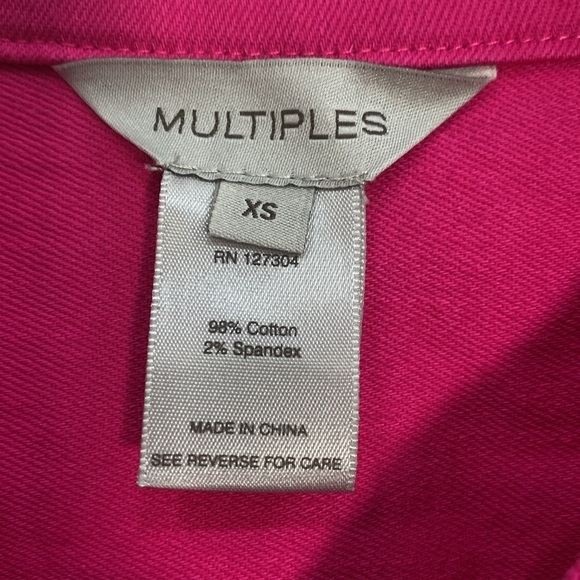 MULTIPLES
XS
RN 127304
98% Cotton
2% Spandex
MADE IN CHINA
SEE REVERSE FOR CARE